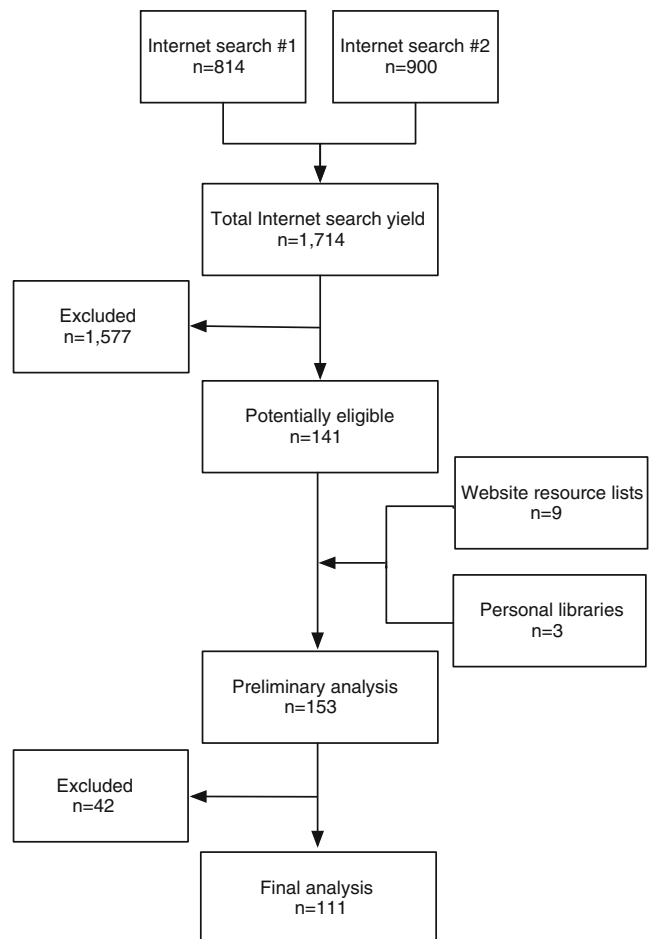 Internet search #1
n=814
Internet search #2
n=900
Total Internet search yield
n=1,714
Excluded
n=1,577
Potentially eligible
n=141
Website resource lists
n=9
Personal libraries
n=3
Preliminary analysis
n=153
Excluded
n=42
Final analysis
n=111